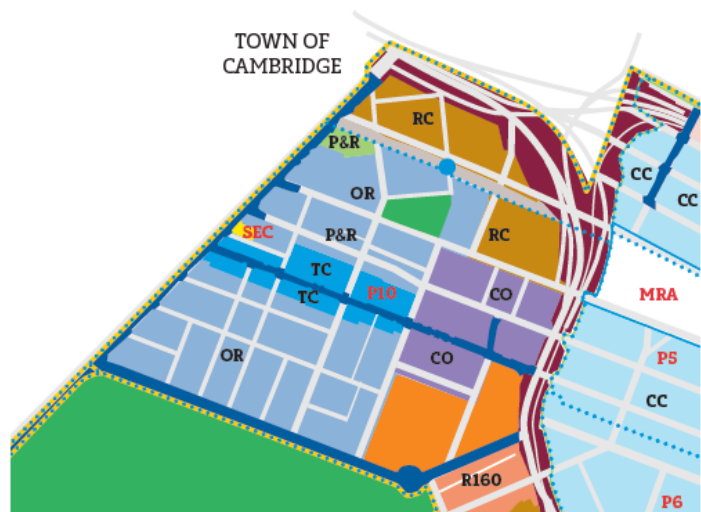 TOWN OF
CAMBRIDGE
RC
P&R
CC
OR
CC
SEC
P&R
RC
TC
TC
P10
CO
MRA
OR
CO
P5
CC
R160
P6